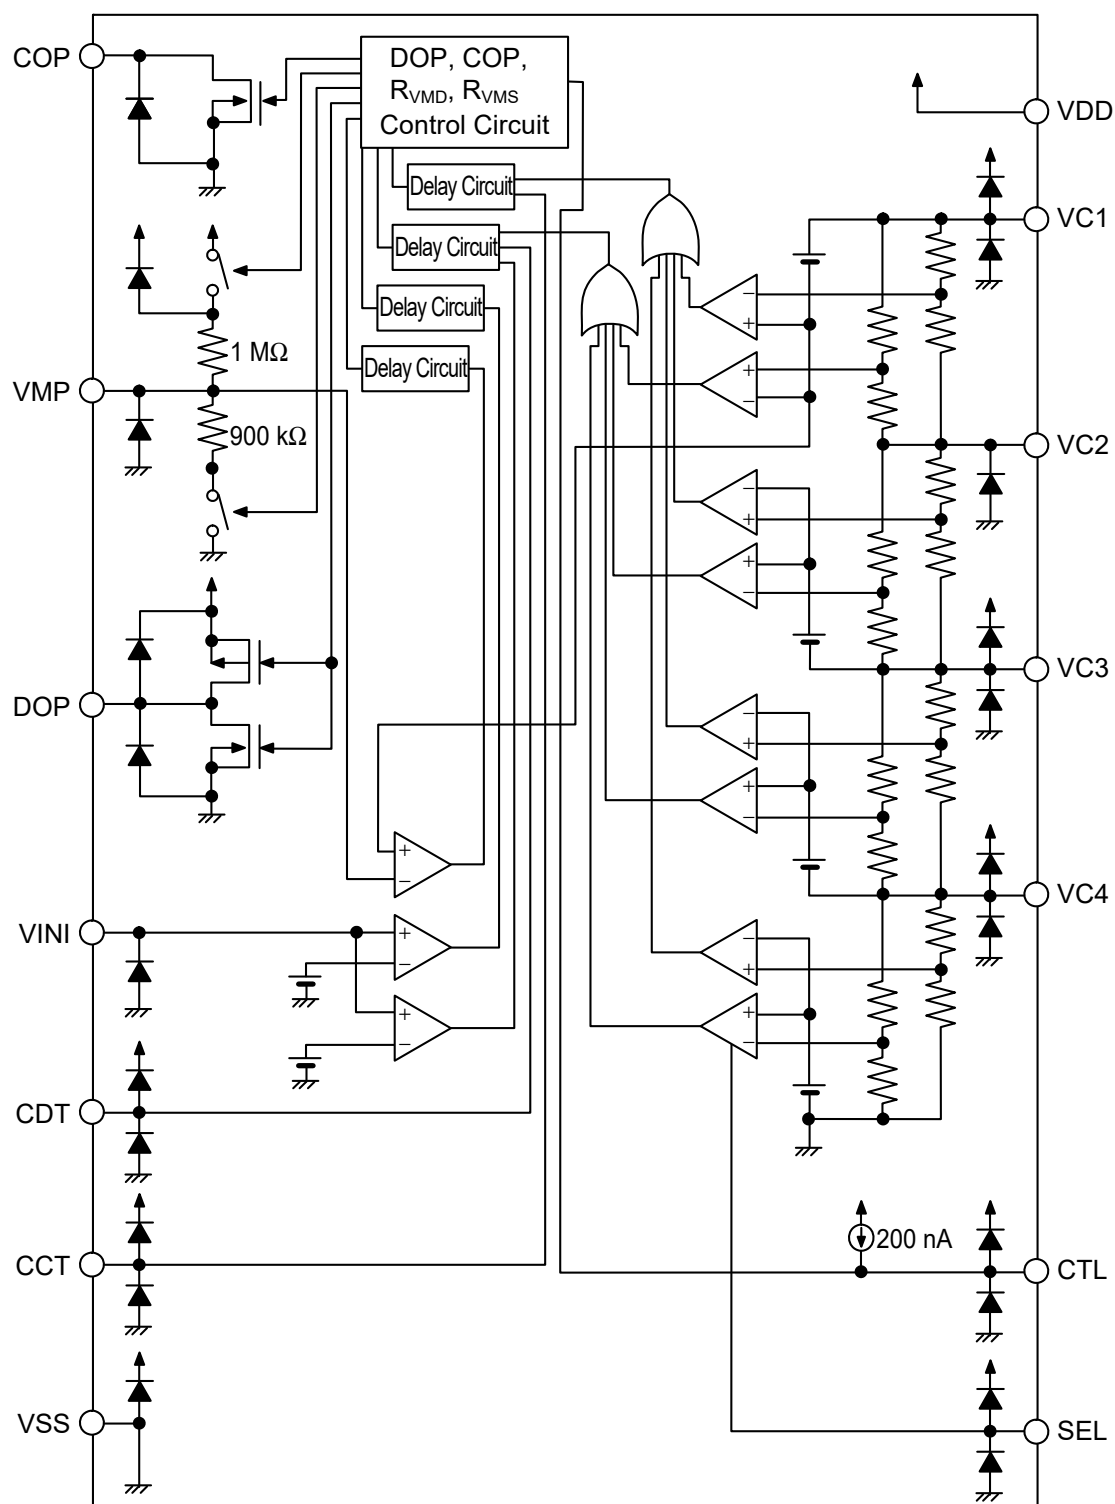 COP
DOP, COP,
RVMD, RVMS
Control Circuit
VDD
Delay Circuit
VC1
Delay Circuit
Delay Circuit
1 MΩ
Delay Circuit
VMP
900 kΩ
VC2
VC3
DOP
VC4
VINI
CDT
200 nA
CCT
CTL
VSS
SEL
− +
+ −
− +
+ −
− +
+ −
− +
+ −
+ −
+ −
+ −